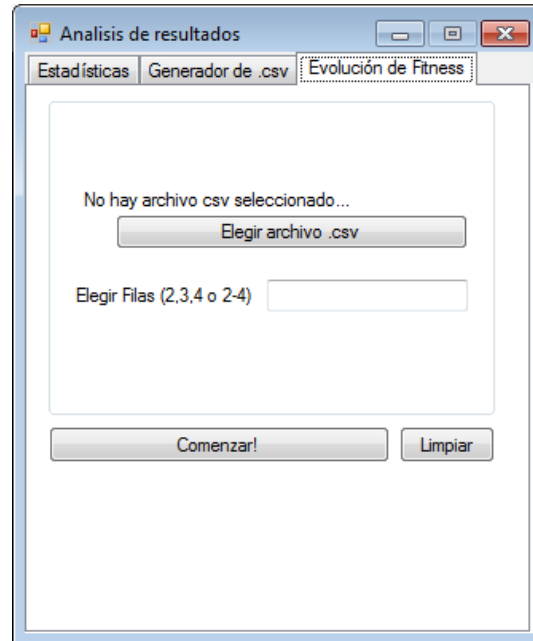 Analisis de resultados
Estadísticas Generador de .csv Evolución de Fitness
No hay archivo csv seleccionado...
Elegir archivo .csv
Elegir Filas (2,3,4 o 2-4)
Comenzar! Limpiar